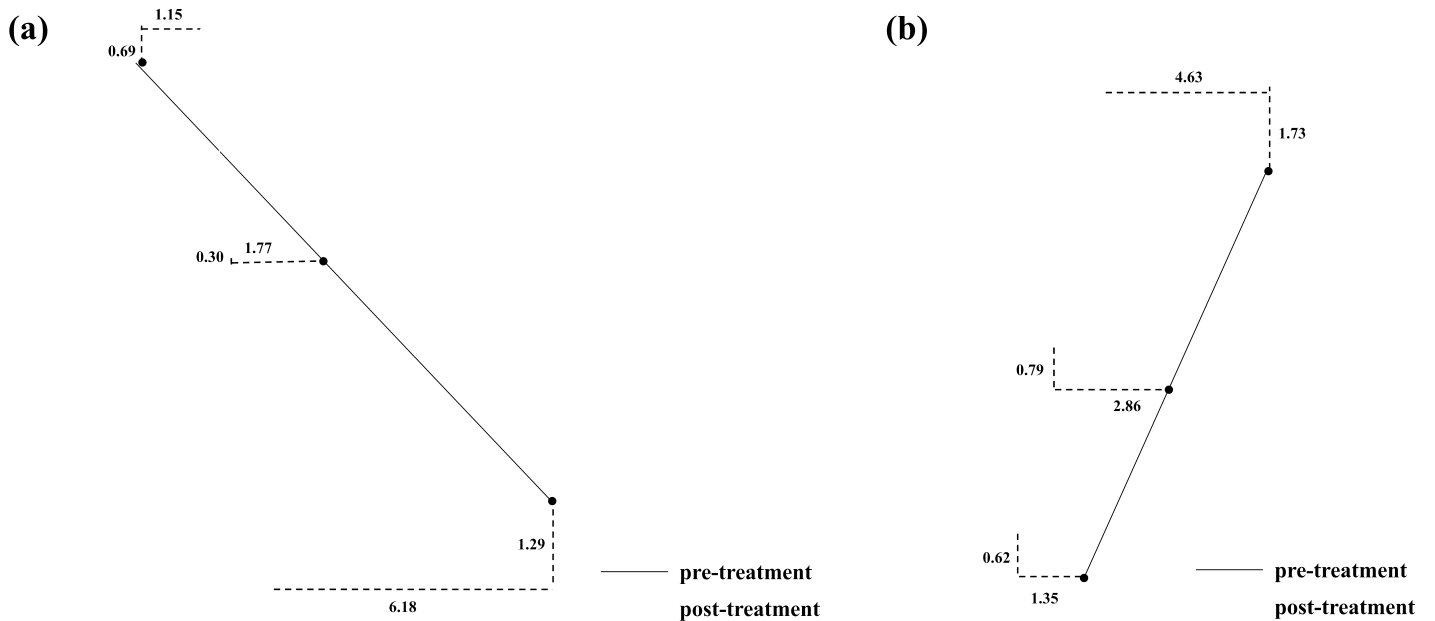 (a)
1.15
0.69
1.77
0.30
1.29
6.18
pre-treatment
post-treatment
(b)
4.63
1.73
0.79
2.86
0.62
1.35
pre-treatment
post-treatment